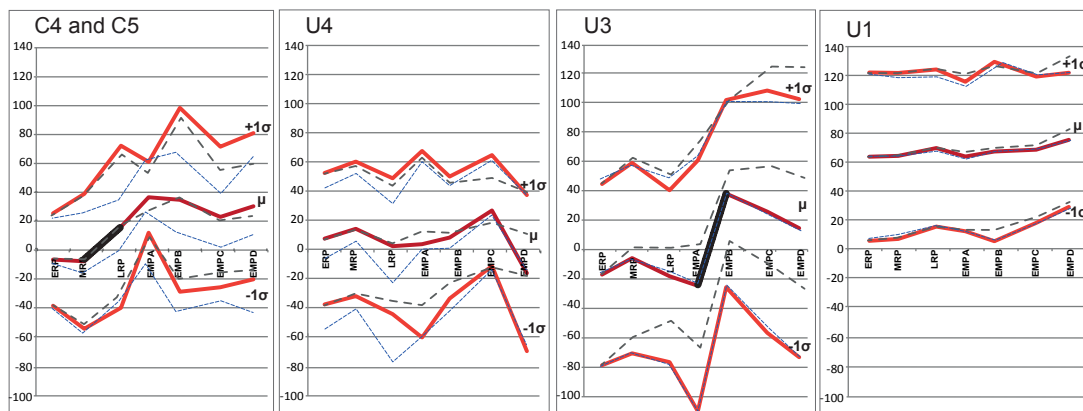 C4 and C5
140
120
100
80
60
40
20
0
-20
-40
-60
-80
-100
ERP
MRP
LRP
EMPA
EMPB
EMPC
EMPD
+1σ
μ
-1σ
U4
140
120
100
80
60
40
20
0
-20
-40
-60
-80
-100
ERP
MRP
LRP
EMPA
EMPB
EMPC
EMPD
+1σ
μ
-1σ
U3
140
120
100
80
60
40
20
0
-20
-40
-60
-80
-100
ERP
MRP
LRP
EMPA
EMPB
EMPC
EMPD
+1σ
μ
-1σ
U1
140
120
100
80
60
40
20
0
-20
-40
-60
-80
-100
ERP
MRP
LRP
EMPA
EMPB
EMPC
EMPD
+1σ
μ
-1σ